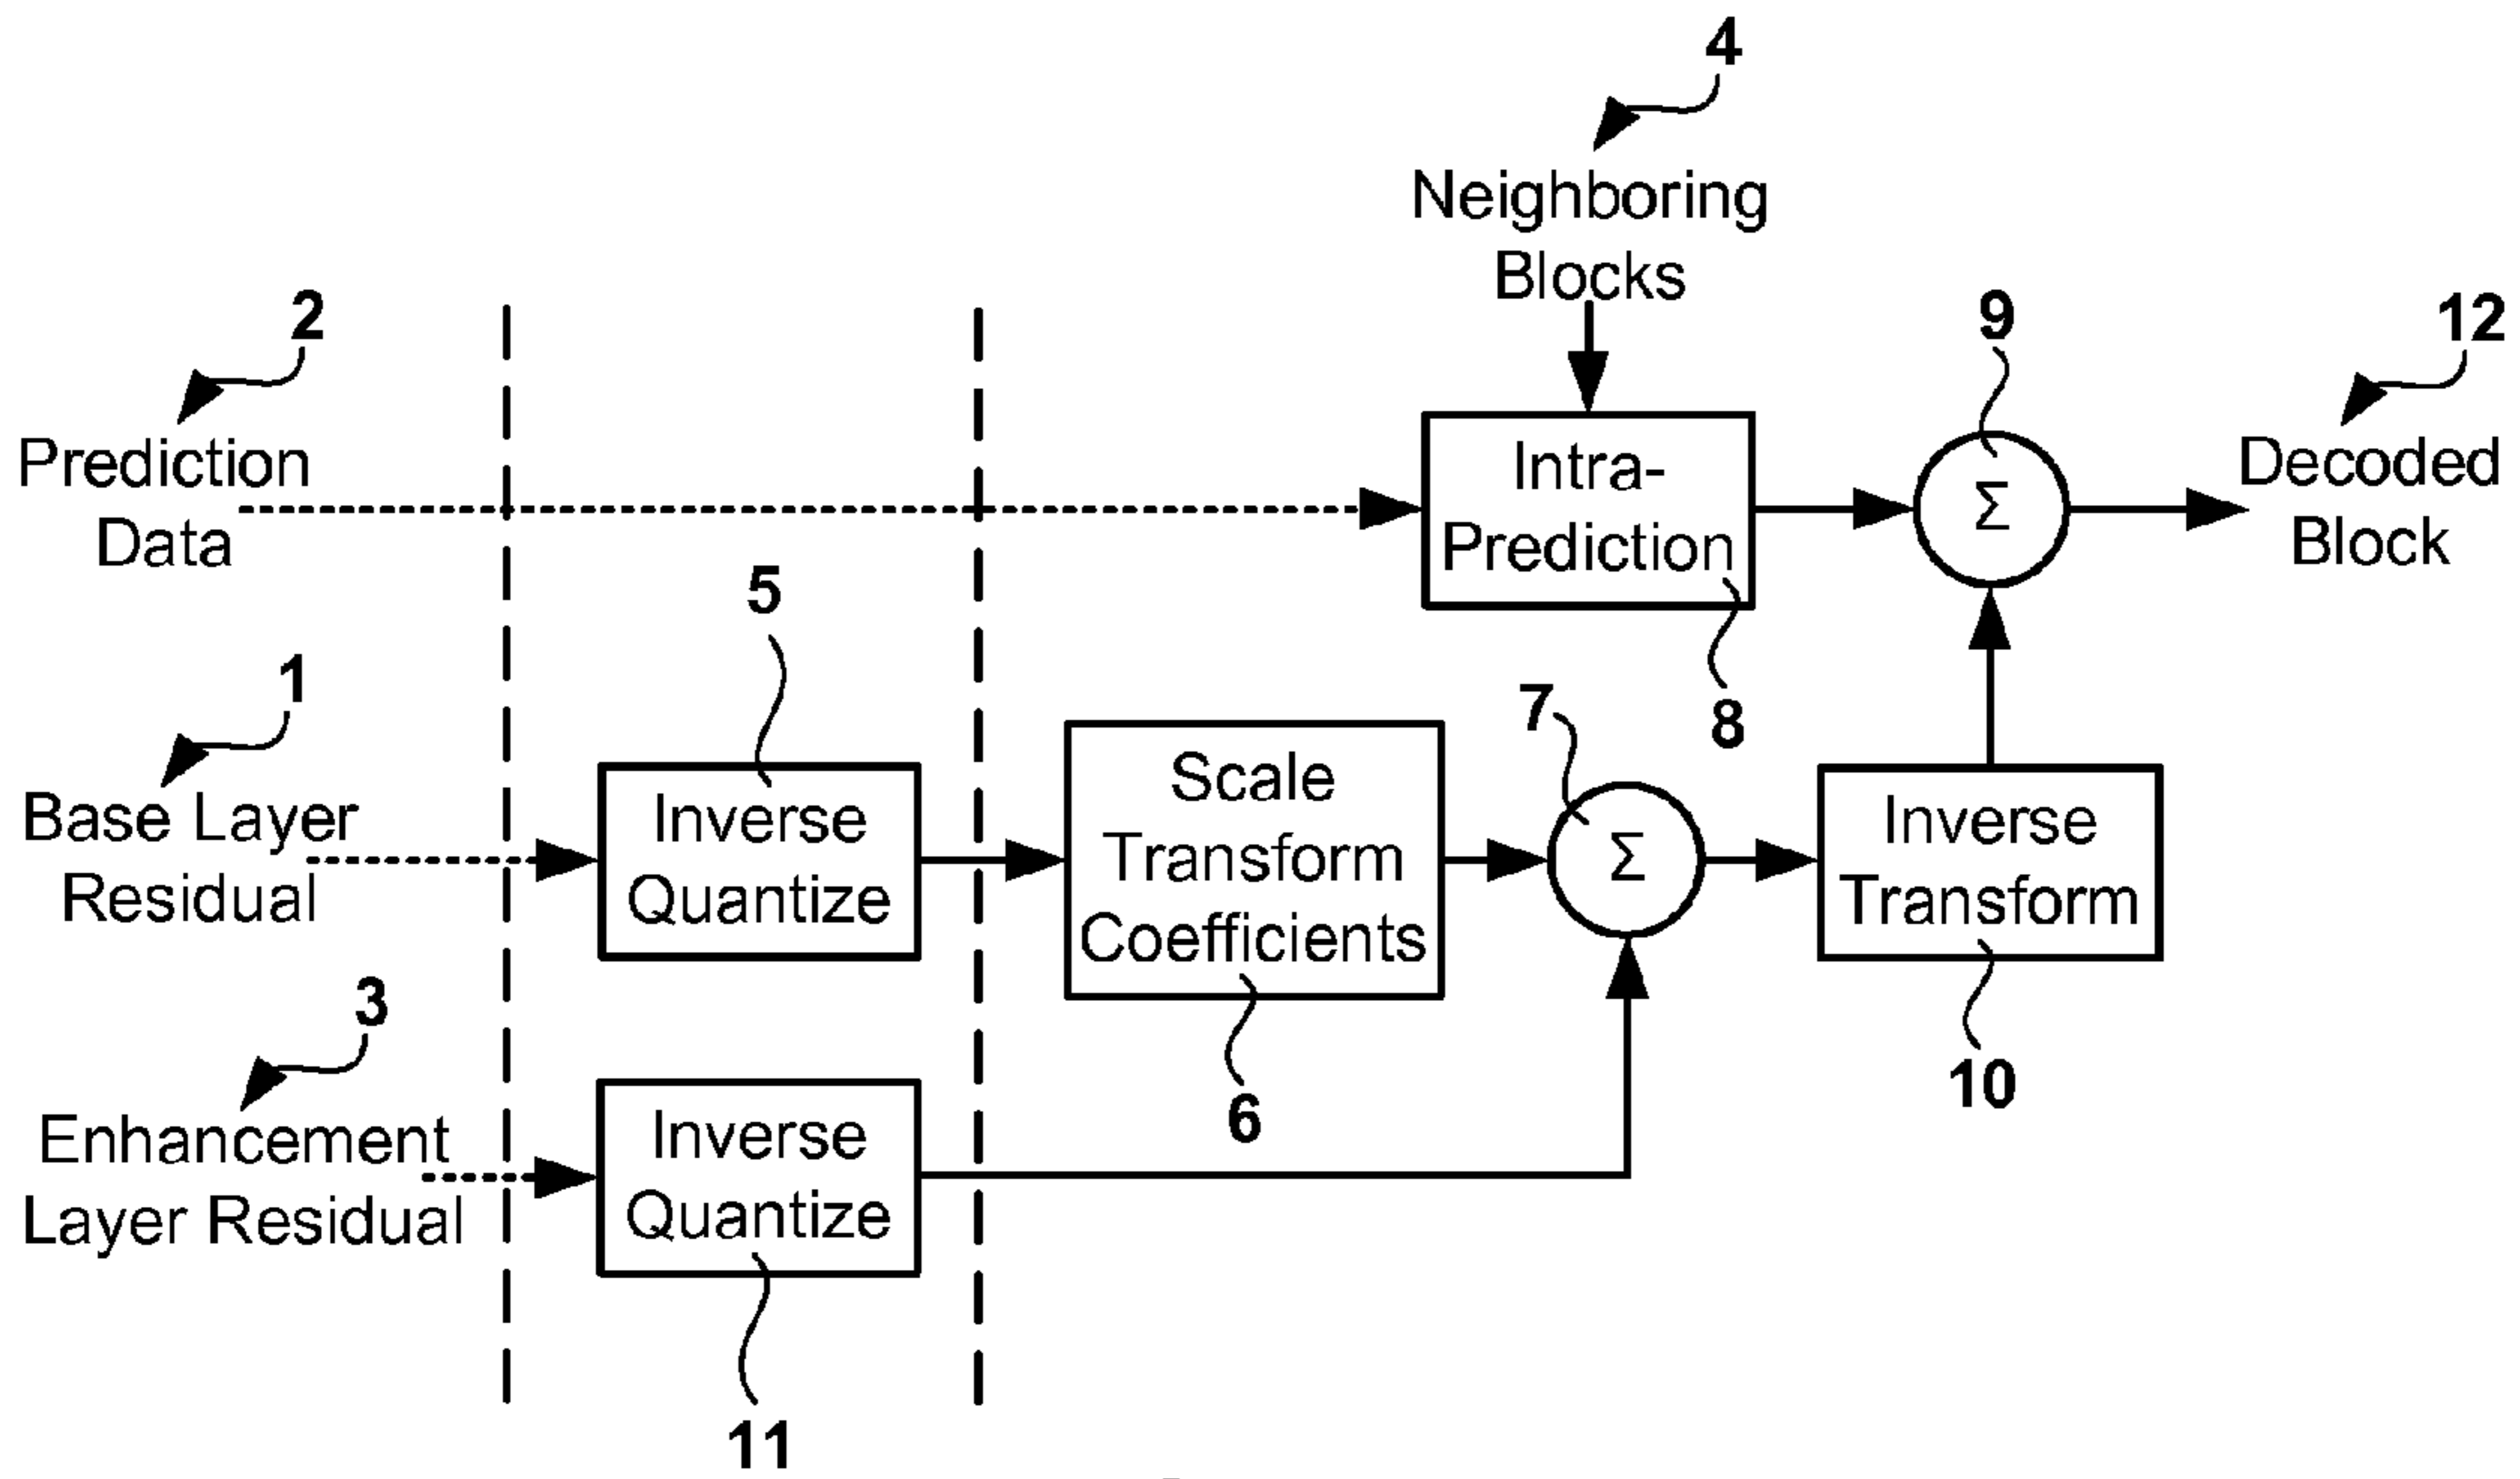 4
Neighboring
Blocks
2
Prediction
Data
9
12
Intra-
Prediction
Σ
Decoded
Block
5
1
Base Layer
Residual
8
7
Inverse
Quantize
Scale
Transform
Coefficients
Σ
Inverse
Transform
3
Enhancement
Layer Residual
Inverse
Quantize
6
10
11